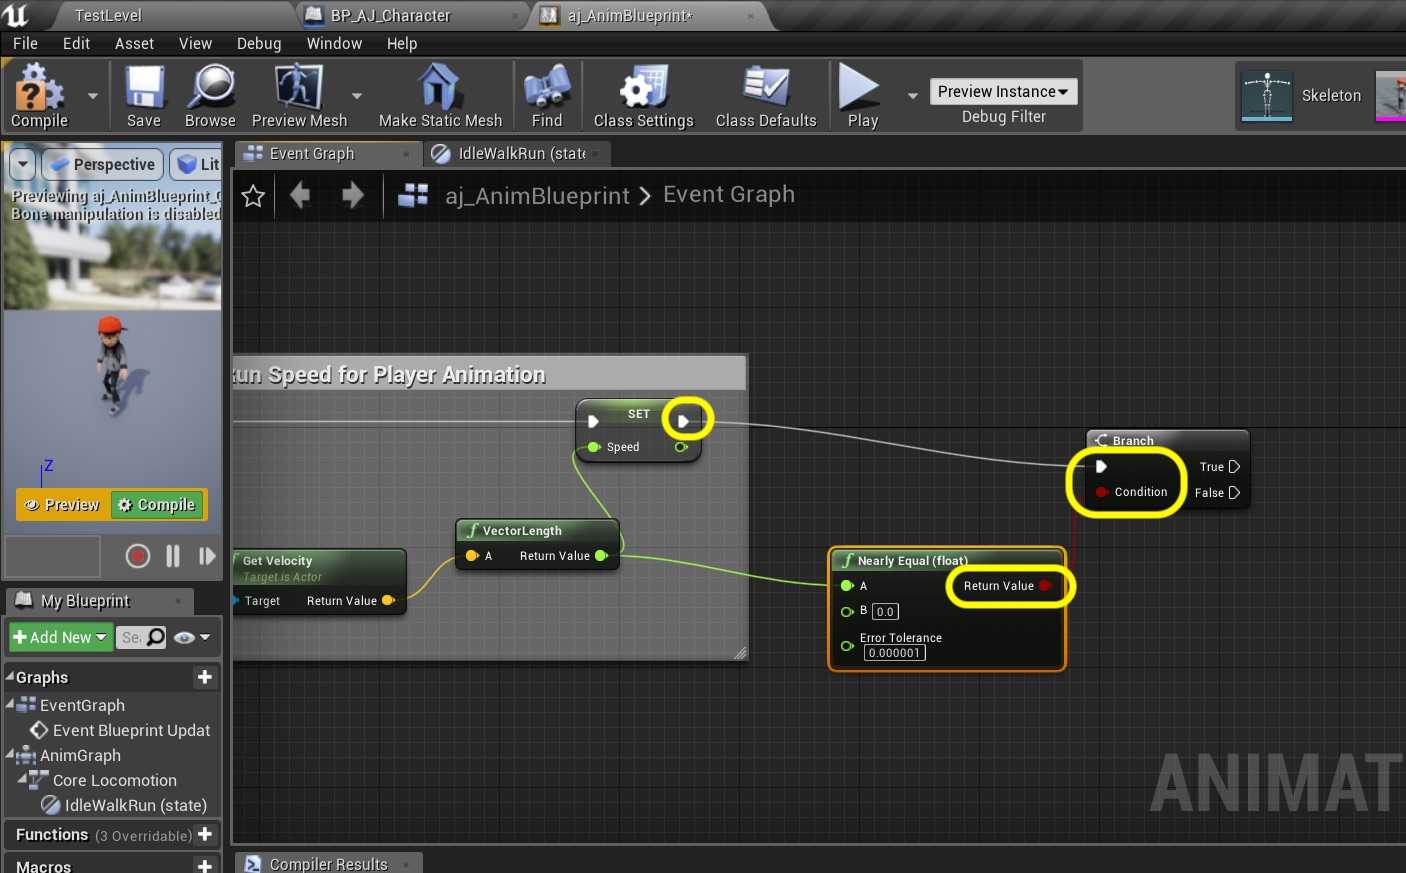 TestLevel
BP_AJ_Character
aj_AnimBlueprint*
File Edit Asset View Debug Window Help
Compile
Save
Browse
Preview Mesh
Make Static Mesh
Find
Class Settings
Class Defaults
Play
Preview Instance
Debug Filter
Skeleton
Perspective
Lit
Previewing aj_AnimBlueprint_
Bone manipulation is disabled
Z
Preview
Compile
Event Graph
IdleWalkRun (state
aj_AnimBlueprint > Event Graph
Run Speed for Player Animation
SET
Speed
VectorLength
A Return Value
Get Velocity
Target is Actor
Target Return Value
Nearly Equal (float)
A Return Value
B 0.0
Error Tolerance
0.000001
Branch
True
Condition False
ANIMAT
My Blueprint
Add New
Se
Graphs
EventGraph
Event Blueprint Updat
AnimGraph
Core Locomotion
IdleWalkRun (state)
Functions (3 Overridable)
Macros
Compiler Results